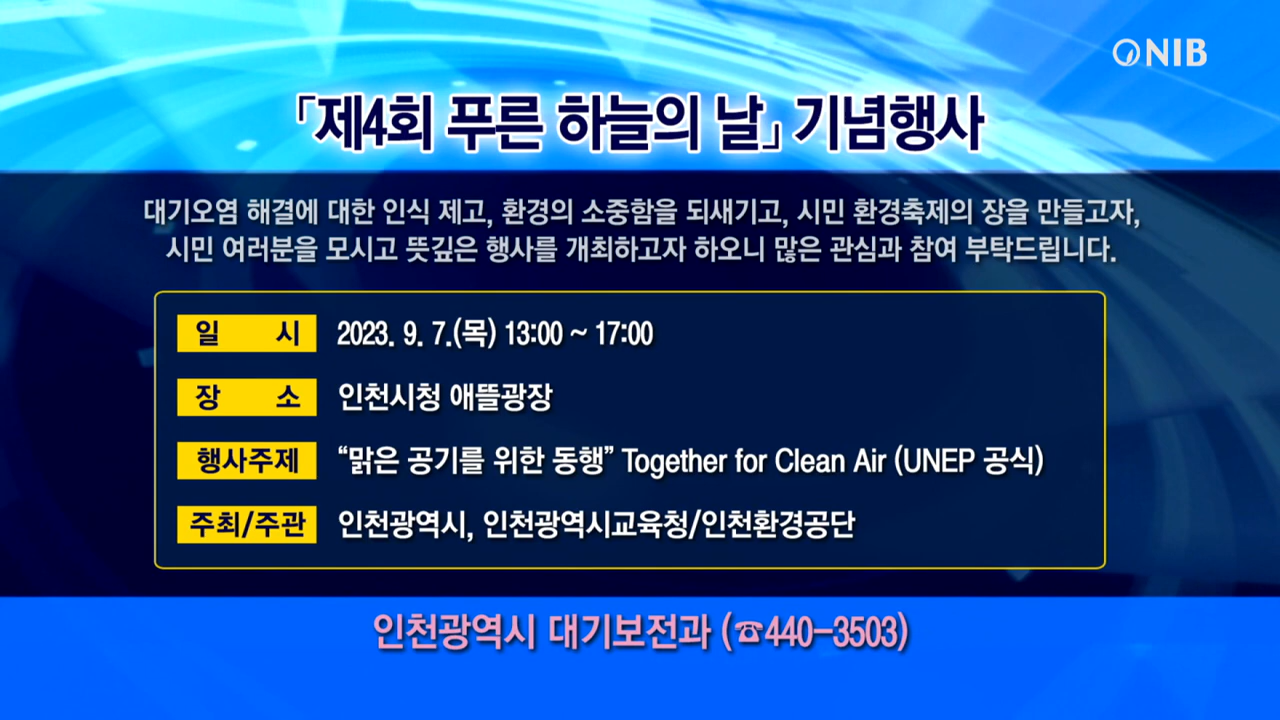 NIB
「제4회 푸른 하늘의 날」 기념행사
대기오염 해결에 대한 인식 제고, 환경의 소중함을 되새기고, 시민 환경축제의 장을 만들고자,
시민 여러분을 모시고 뜻깊은 행사를 개최하고자 하오니 많은 관심과 참여 부탁드립니다.
일 시 2023. 9. 7.(목) 13:00 ~ 17:00
장 소 인천시청 애뜰광장
행사주제 “맑은 공기를 위한 동행” Together for Clean Air (UNEP 공식)
주최/주관 인천광역시, 인천광역시교육청/인천환경공단
인천광역시 대기보전과 (☎440-3503)